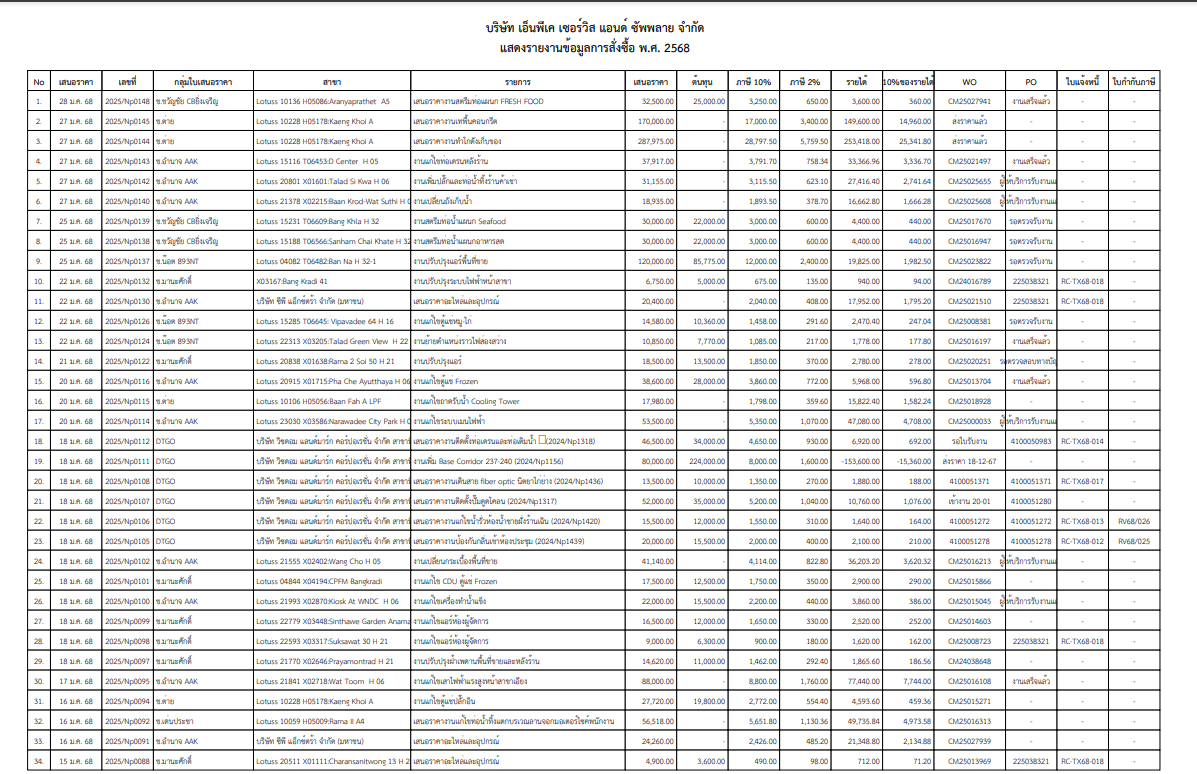 บริษัท เอ็นพีเค เซอร์วิส แอนด์ ซัพพลาย จำกัด
แสดงรายงานข้อมูลการสั่งซื้อ พ.ศ. 2568
No เสนอราคา เลขที่ กลุ่มใบเสนอราคา สาขา รายการ เสนอราคา ต้นทุน ภาษี 10% ภาษี 2% รายได้ 10%ของรายได้ WO PO ใบแจ้งหนี้ ใบกำกับภาษี
1. 28 ม.ค. 68 2025/Np0148 ช.ขวัญชัย CBยิ่งเจริญ Lotuss 10136 H05086:Aranyaprathet A5 เสนอราคางานสตรีมท่อแผนก FRESH FOOD 32,500.00 25,000.00 3,250.00 650.00 3,600.00 360.00 CM25027941 งานเสร็จแล้ว - -
2. 27 ม.ค. 68 2025/Np0145 ช.ต่าย Lotuss 10228 H05178:Kaeng Khoi A เสนอราคางานเทพื้นคอนกรีต 170,000.00 - 17,000.00 3,400.00 149,600.00 14,960.00 ส่งราคาแล้ว - - -
3. 27 ม.ค. 68 2025/Np0144 ช.ต่าย Lotuss 10228 H05178:Kaeng Khoi A เสนอราคางานทำโกดังเก็บของ 287,975.00 - 28,797.50 5,759.50 253,418.00 25,341.80 ส่งราคาแล้ว - - -
4. 27 ม.ค. 68 2025/Np0143 ช.อำนาจ AAK Lotuss 15116 T06453:D Center H 05 งานแก้ไขท่อเดรนหลังร้าน 37,917.00 - 3,791.70 758.34 33,366.96 3,336.70 CM25021497 งานเสร็จแล้ว - -
5. 27 ม.ค. 68 2025/Np0142 ช.อำนาจ AAK Lotuss 20801 X01601:Talad Si Kwa H 06 งานเพิ่มปลั๊กและท่อน้ำทิ้งร้านค้าเช่า 31,155.00 - 3,115.50 623.10 27,416.40 2,741.64 CM25025655 ผู้ให้บริการรับงานแ - -
6. 27 ม.ค. 68 2025/Np0140 ช.อำนาจ AAK Lotuss 21378 X02215:Baan Krod-Wat Suthi H 0 งานเปลี่ยนถังเก็บน้ำ 18,935.00 - 1,893.50 378.70 16,662.80 1,666.28 CM25025608 ผู้ให้บริการรับงานแ - -
7. 25 ม.ค. 68 2025/Np0139 ช.ขวัญชัย CBยิ่งเจริญ Lotuss 15231 T06609:Bang Khla H 32 งานสตรีมท่อน้ำแผนก Seafood 30,000.00 22,000.00 3,000.00 600.00 4,400.00 440.00 CM25017670 รอตรวจรับงาน - -
8. 25 ม.ค. 68 2025/Np0138 ช.ขวัญชัย CBยิ่งเจริญ Lotuss 15188 T06566:Sanham Chai Khate H 32 งานสตรีมท่อน้ำแผนกอาหารสด 30,000.00 22,000.00 3,000.00 600.00 4,400.00 440.00 CM25016947 รอตรวจรับงาน - -
9. 25 ม.ค. 68 2025/Np0137 ช.น๊อต 893NT Lotuss 04082 T06482:Ban Na H 32-1 งานปรับปรุงแอร์พื้นที่ขาย 120,000.00 85,775.00 12,000.00 2,400.00 19,825.00 1,982.50 CM25023822 รอตรวจรับงาน - -
10. 22 ม.ค. 68 2025/Np0132 ช.มานะศักดิ์ X03167:Bang Kradi 41 งานปรับปรุงระบบไฟฟ้าหน้าสาขา 6,750.00 5,000.00 675.00 135.00 940.00 94.00 CM24016789 225038321 RC-TX68-018 -
11. 22 ม.ค. 68 2025/Np0130 ช.อำนาจ AAK บริษัท ซีพี แอ็กซ์ตร้า จำกัด (มหาชน) เสนอราคาอะไหล่และอุปกรณ์ 20,400.00 - 2,040.00 408.00 17,952.00 1,795.20 CM25021510 225038321 RC-TX68-018 -
12. 22 ม.ค. 68 2025/Np0126 ช.น๊อต 893NT Lotuss 15285 T06645: Vipavadee 64 H 16 งานแก้ไขตู้แช่หมู-ไก่ 14,580.00 10,360.00 1,458.00 291.60 2,470.40 247.04 CM25008381 รอตรวจรับงาน - -
13. 22 ม.ค. 68 2025/Np0124 ช.น๊อต 893NT Lotuss 22313 X03205:Talad Green View H 22 งานย้ายตำแหน่งรางไฟส่องสว่าง 10,850.00 7,770.00 1,085.00 217.00 1,778.00 177.80 CM25016197 งานเสร็จแล้ว - -
14. 21 ม.ค. 68 2025/Np0122 ช.มานะศักดิ์ Lotuss 20838 X01638:Rama 2 Soi 50 H 21 งานปรับปรุงแอร์ 18,500.00 13,500.00 1,850.00 370.00 2,780.00 278.00 CM25020251 รอตรวจสอบทางบัญ - -
15. 20 ม.ค. 68 2025/Np0116 ช.อำนาจ AAK Lotuss 20915 X01715:Pha Che Ayutthaya H 06 งานแก้ไขตู้แช่ Frozen 38,600.00 28,000.00 3,860.00 772.00 5,968.00 596.80 CM25013704 งานเสร็จแล้ว - -
16. 20 ม.ค. 68 2025/Np0115 ช.ต่าย Lotuss 10106 H05056:Baan Fah A LPF งานแก้ไขถาดรับน้ำ Cooling Tower 17,980.00 - 1,798.00 359.60 15,822.40 1,582.24 CM25018928 - - -
17. 20 ม.ค. 68 2025/Np0114 ช.อำนาจ AAK Lotuss 23030 X03586:Narawadee City Park H 0 งานแก้ไขระบบเมนไฟฟ้า 53,500.00 - 5,350.00 1,070.00 47,080.00 4,708.00 CM25000033 ผู้ให้บริการรับงานแ - -
18. 18 ม.ค. 68 2025/Np0112 DTGO บริษัท วิซดอม แลนด์มาร์ก คอร์ปอเรชั่น จำกัด สาขาที เสนอราคางานติดตั้งท่อเดรนและท่อเติมน้ำ □(2024/Np1318) 46,500.00 34,000.00 4,650.00 930.00 6,920.00 692.00 รอใบรับงาน 4100050983 RC-TX68-014 -
19. 18 ม.ค. 68 2025/Np0111 DTGO บริษัท วิซดอม แลนด์มาร์ก คอร์ปอเรชั่น จำกัด สาขาที งานเพิ่ม Base Corridor 237-240 (2024/Np1156) 80,000.00 224,000.00 8,000.00 1,600.00 -153,600.00 -15,360.00 ส่งราคา 18-12-67 - - -
20. 18 ม.ค. 68 2025/Np0108 DTGO บริษัท วิซดอม แลนด์มาร์ก คอร์ปอเรชั่น จำกัด สาขาที เสนอราคางานเดินสาย fiber optic นิตยาไก่ย่าง (2024/Np1436) 13,500.00 10,000.00 1,350.00 270.00 1,880.00 188.00 4100051371 4100051371 RC-TX68-017 -
21. 18 ม.ค. 68 2025/Np0107 DTGO บริษัท วิซดอม แลนด์มาร์ก คอร์ปอเรชั่น จำกัด สาขาที เสนอราคางานติดตั้งปั๊มดูดโคลน (2024/Np1317) 52,000.00 35,000.00 5,200.00 1,040.00 10,760.00 1,076.00 เข้างาน 20-01 4100051280 - -
22. 18 ม.ค. 68 2025/Np0106 DTGO บริษัท วิซดอม แลนด์มาร์ก คอร์ปอเรชั่น จำกัด สาขาที เสนอราคางานแก้ไขน้ำรั่วห้องน้ำชายฝั่งร้านเฉิน (2024/Np1420) 15,500.00 12,000.00 1,550.00 310.00 1,640.00 164.00 4100051272 4100051272 RC-TX68-013 RV68/026
23. 18 ม.ค. 68 2025/Np0105 DTGO บริษัท วิซดอม แลนด์มาร์ก คอร์ปอเรชั่น จำกัด สาขาที เสนอราคางานป้องกันกลิ่นเข้าห้องประชุม (2024/Np1439) 20,000.00 15,500.00 2,000.00 400.00 2,100.00 210.00 4100051278 4100051278 RC-TX68-012 RV68/025
24. 18 ม.ค. 68 2025/Np0102 ช.อำนาจ AAK Lotuss 21555 X02402:Wang Cho H 05 งานเปลี่ยนกระเบื้องพื้นที่ขาย 41,140.00 - 4,114.00 822.80 36,203.20 3,620.32 CM25016213 ผู้ให้บริการรับงานแ - -
25. 18 ม.ค. 68 2025/Np0101 ช.มานะศักดิ์ Lotuss 04844 X04194:CPFM Bangkradi งานแก้ไข CDU ตู้แช่ Frozen 17,500.00 12,500.00 1,750.00 350.00 2,900.00 290.00 CM25015866 - - -
26. 18 ม.ค. 68 2025/Np0100 ช.อำนาจ AAK Lotuss 21993 X02870:Kiosk At WNDC H 06 งานแก้ไขเครื่องทำน้ำแข็ง 22,000.00 15,500.00 2,200.00 440.00 3,860.00 386.00 CM25015045 ผู้ให้บริการรับงานแ - -
27. 18 ม.ค. 68 2025/Np0099 ช.มานะศักดิ์ Lotuss 22779 X03448:Sinthawe Garden Anama งานแก้ไขแอร์ห้องผู้จัดการ 16,500.00 12,000.00 1,650.00 330.00 2,520.00 252.00 CM25014603 - - -
28. 18 ม.ค. 68 2025/Np0098 ช.มานะศักดิ์ Lotuss 22593 X03317:Suksawat 30 H 21 งานแก้ไขแอร์ห้องผู้จัดการ 9,000.00 6,300.00 900.00 180.00 1,620.00 162.00 CM25008723 225038321 RC-TX68-018 -
29. 18 ม.ค. 68 2025/Np0097 ช.มานะศักดิ์ Lotuss 21770 X02646:Prayamontrad H 21 งานปรับปรุงฝ้าเพดานพื้นที่ขายและหลังร้าน 14,620.00 11,000.00 1,462.00 292.40 1,865.60 186.56 CM24038648 - - -
30. 17 ม.ค. 68 2025/Np0095 ช.อำนาจ AAK Lotuss 21841 X02718:Wat Toom H 06 งานแก้ไขเสาไฟฟ้าแรงสูงหน้าสาขาเอียง 88,000.00 - 8,800.00 1,760.00 77,440.00 7,744.00 CM25016108 งานเสร็จแล้ว - -
31. 16 ม.ค. 68 2025/Np0094 ช.ต่าย Lotuss 10228 H05178:Kaeng Khoi A งานแก้ไขตู้แช่ปลั๊กอิน 27,720.00 19,800.00 2,772.00 554.40 4,593.60 459.36 CM25015271 - - -
32. 16 ม.ค. 68 2025/Np0092 ช.เด่นประชา Lotuss 10059 H05009:Rama II A4 เสนอราคางานแก้ไขท่อน้ำทิ้งแตกบริเวณลานจอดมอเตอร์ไซค์พนักงาน 56,518.00 - 5,651.80 1,130.36 49,735.84 4,973.58 CM25016313 - - -
33. 16 ม.ค. 68 2025/Np0091 ช.อำนาจ AAK บริษัท ซีพี แอ็กซ์ตร้า จำกัด (มหาชน) เสนอราคาอะไหล่และอุปกรณ์ 24,260.00 - 2,426.00 485.20 21,348.80 2,134.88 CM25027939 - - -
34. 15 ม.ค. 68 2025/Np0088 ช.มานะศักดิ์ Lotuss 20511 X01111:Charansanitwong 13 H 2 เสนอราคาอะไหล่และอุปกรณ์ 4,900.00 3,600.00 490.00 98.00 712.00 71.20 CM25013969 225038321 RC-TX68-018 -